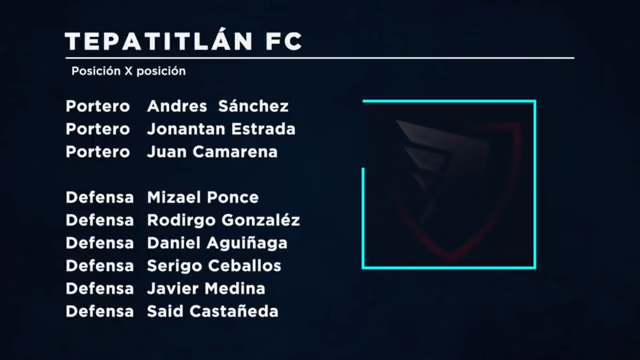 TEPATITLÁN FC
Posición X posición
Portero Andres Sánchez
Portero Jonantan Estrada
Portero Juan Camarena
Defensa Mizael Ponce
Defensa Rodirgo Gonzaléz
Defensa Daniel Aguiñaga
Defensa Serigo Ceballos
Defensa Javier Medina
Defensa Said Castañeda